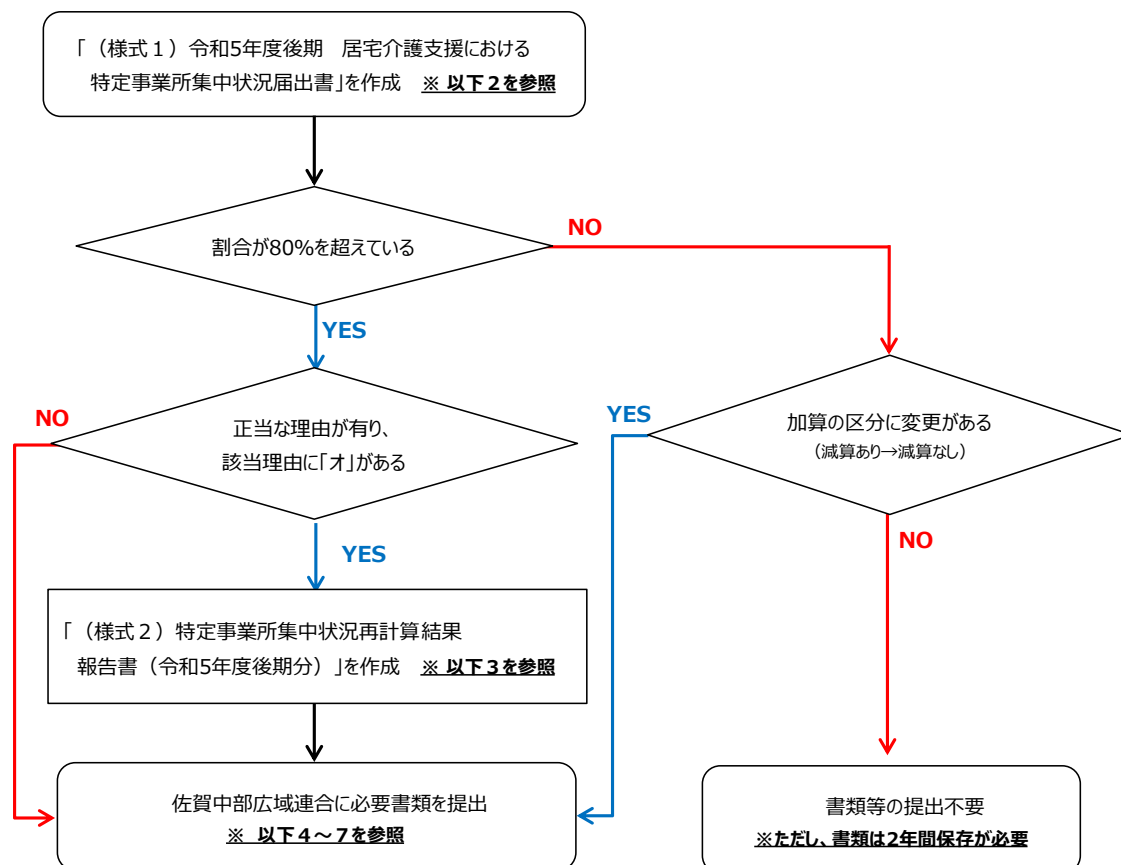 「（様式１）令和5年度後期　居宅介護支援における
特定事業所集中状況届出書」を作成　※ 以下２を参照
割合が80%を超えている
NO
YES
正当な理由が有り、
該当理由に「オ」がある
NO
YES
加算の区分に変更がある
（減算あり→減算なし）
YES
NO
「（様式２）特定事業所集中状況再計算結果
報告書（令和5年度後期分）」を作成　※ 以下３を参照
佐賀中部広域連合に必要書類を提出
※ 以下４～７を参照
書類等の提出不要
※ただし、書類は2年間保存が必要